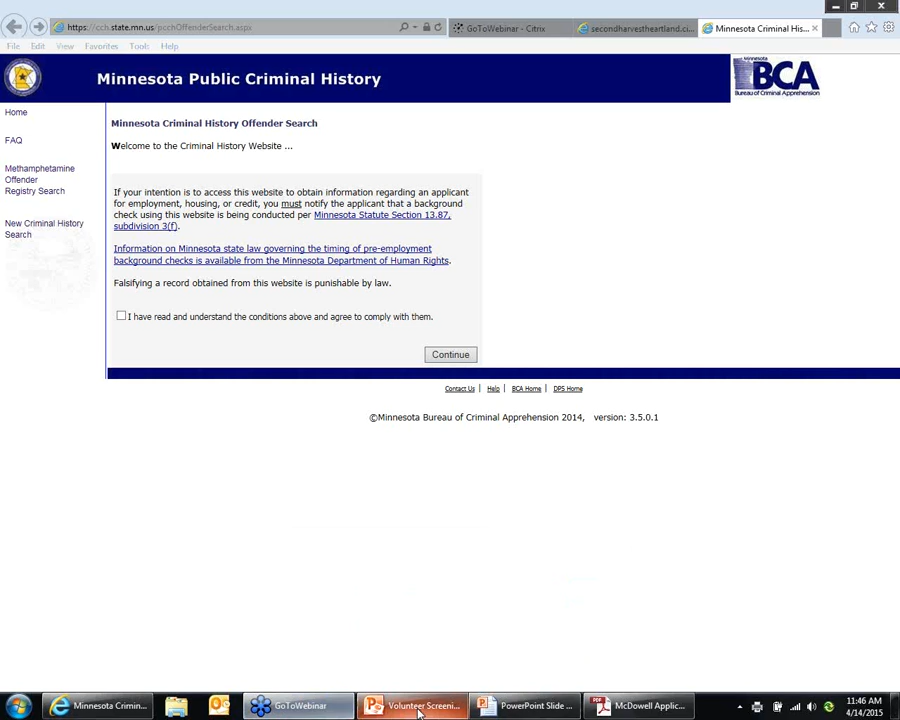 https://cch.state.mn.us/pcchOffenderSearch.aspx
GoToWebinar - Citrix
secondharvestheartland.ci...
Minnesota Criminal His...
File Edit View Favorites Tools Help
Minnesota Public Criminal History
Minnesota
BCA
Bureau of Criminal Apprehension
Home
FAQ
Methamphetamine
Offender
Registry Search
New Criminal History
Search
Minnesota Criminal History Offender Search
Welcome to the Criminal History Website ...
If your intention is to access this website to obtain information regarding an applicant
for employment, housing, or credit, you must notify the applicant that a background
check using this website is being conducted per Minnesota Statute Section 13.87,
subdivision 3(f).
Information on Minnesota state law governing the timing of pre-employment
background checks is available from the Minnesota Department of Human Rights.
Falsifying a record obtained from this website is punishable by law.
I have read and understand the conditions above and agree to comply with them.
Continue
Contact Us | Help | BCA Home | DPS Home
©Minnesota Bureau of Criminal Apprehension 2014, version: 3.5.0.1
Minnesota Crimin...
GoToWebinar
Volunteer Screeni...
PowerPoint Slide ...
McDowell Applic...
11:46 AM
4/14/2015